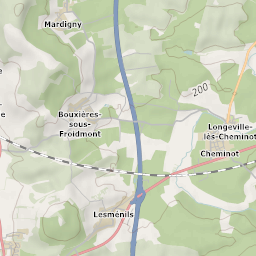 Mardigny
200
Bouxières-
sous-
Froidmont
Longeville-
lès-Cheminot
Cheminot
Lesménils